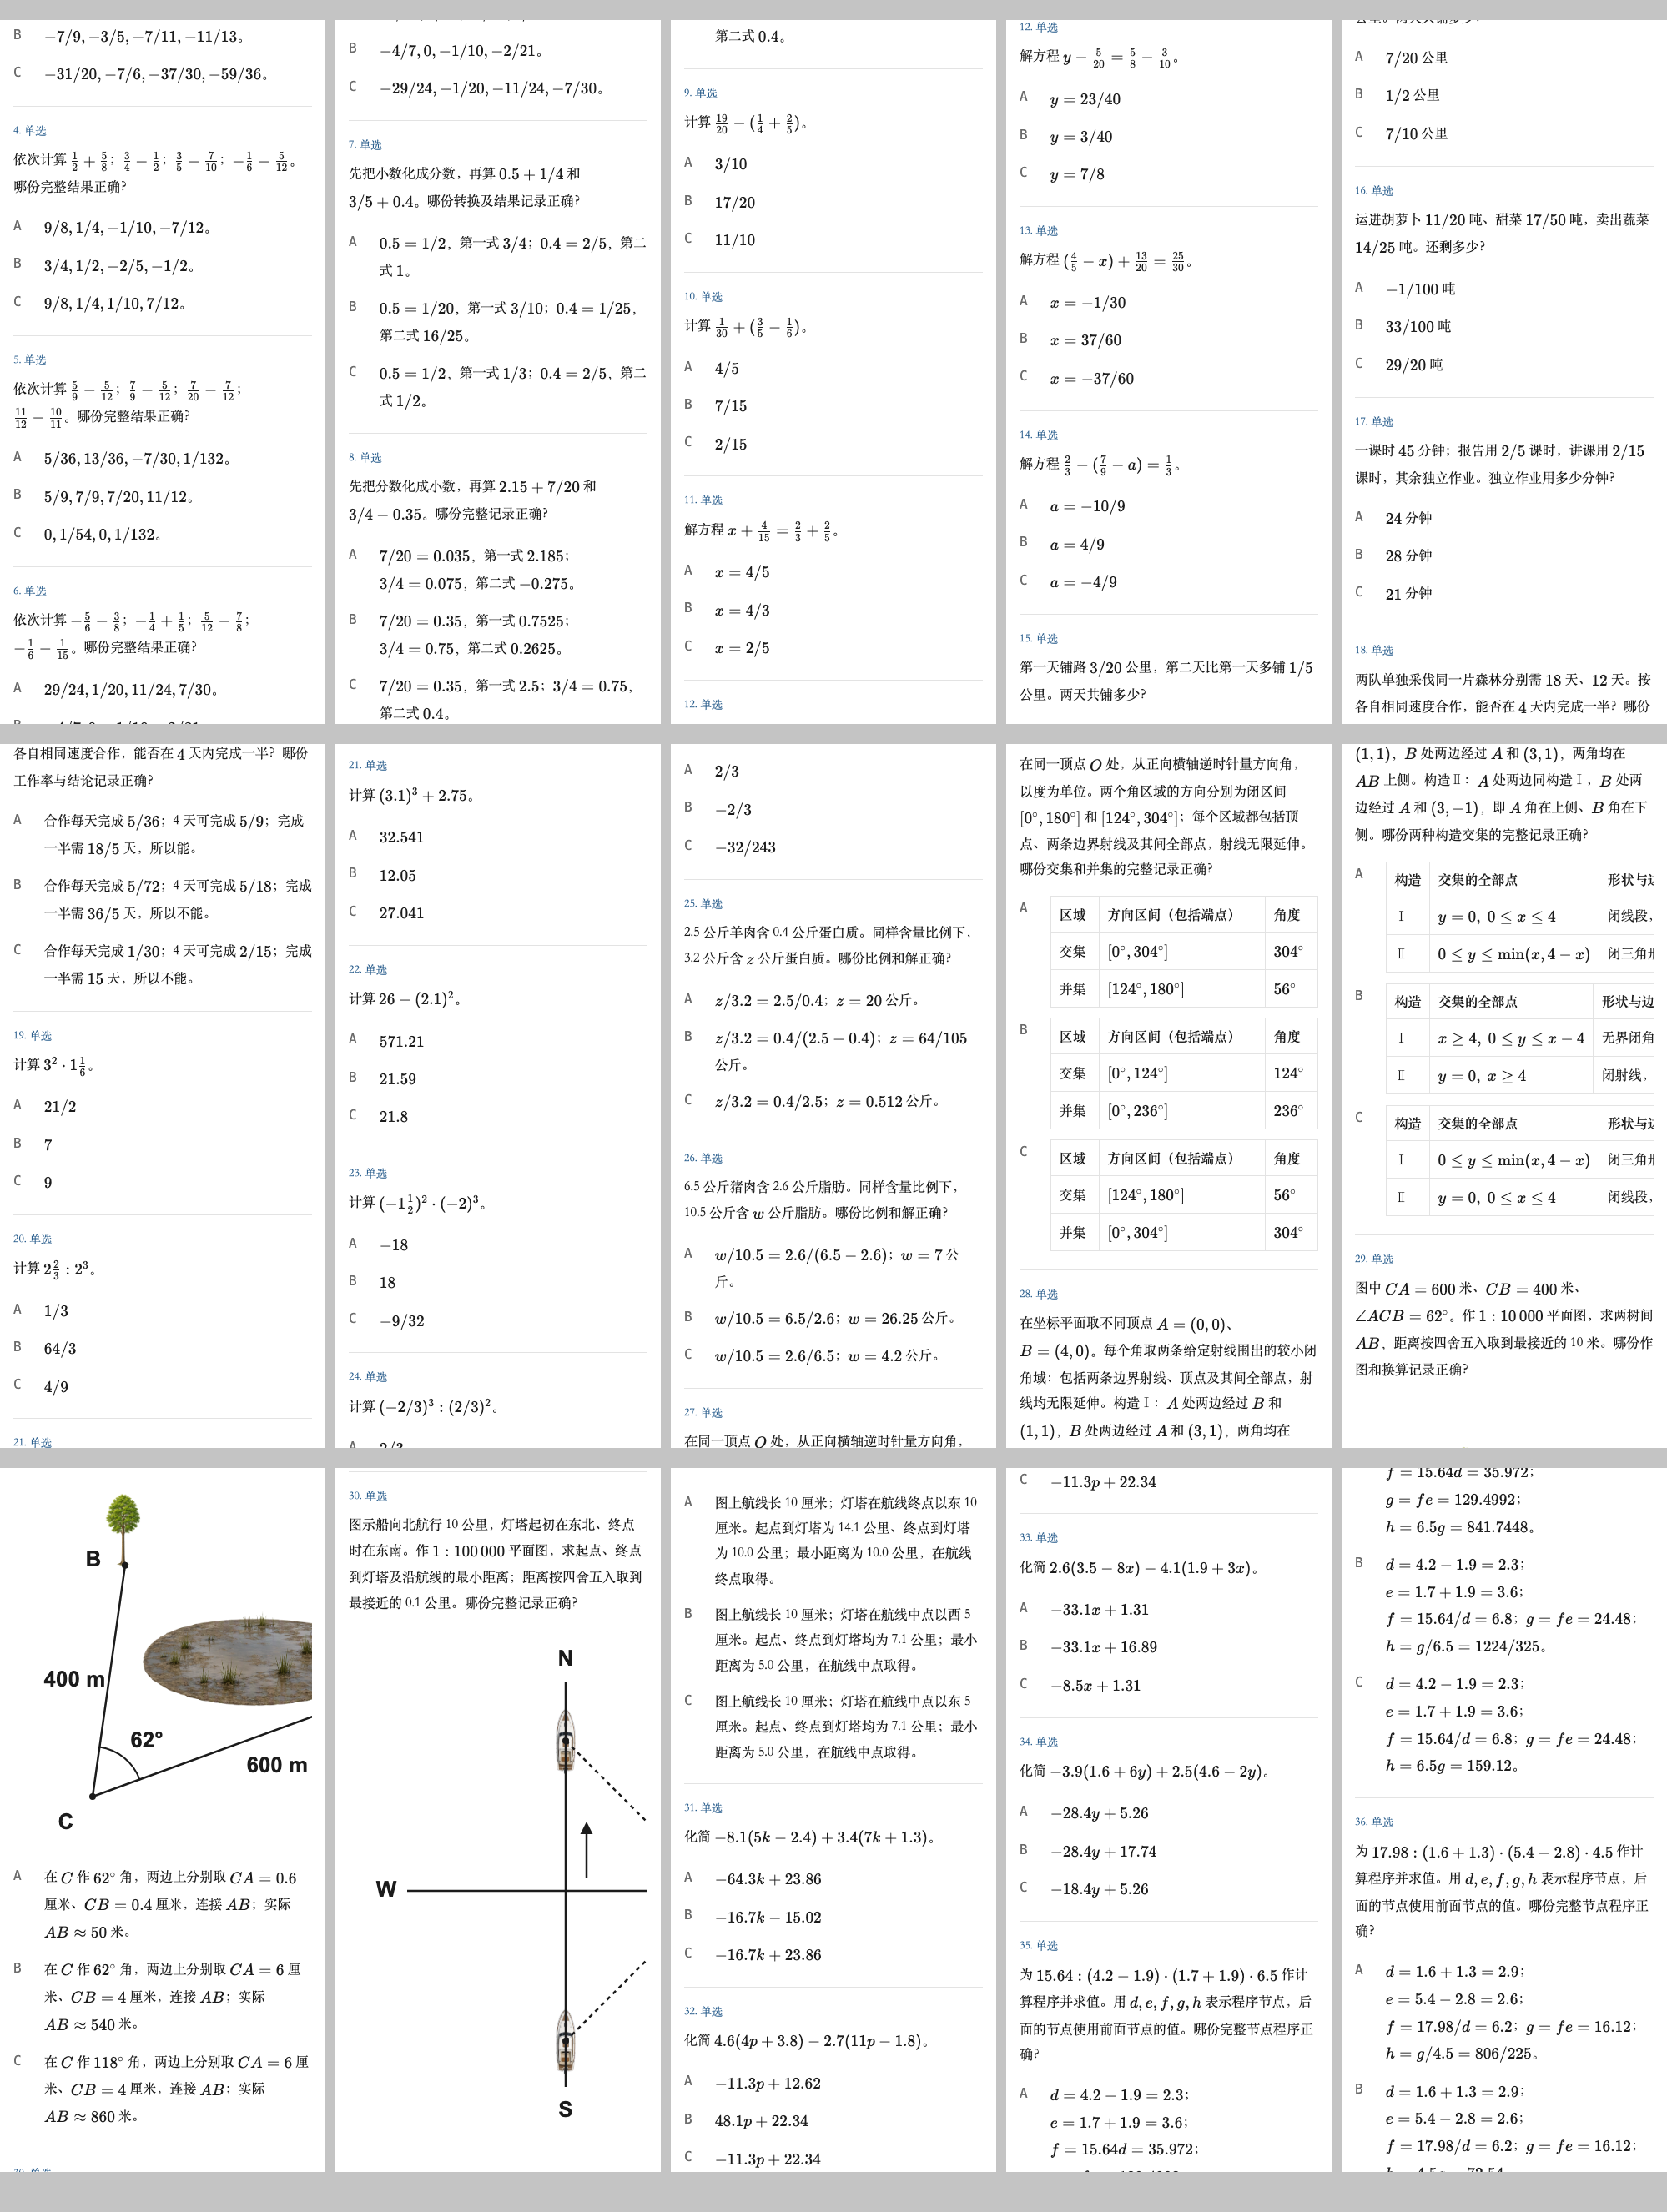 B −7/9, −3/5, −7/11, −11/13。
C −31/20, −7/6, −37/30, −59/36。
4. 单选
依次计算 1/2 + 5/8；3/4 − 1/2；3/5 − 7/10；−1/6 − 5/12。
哪份完整结果正确？
A 9/8, 1/4, −1/10, −7/12。
B 3/4, 1/2, −2/5, −1/2。
C 9/8, 1/4, 1/10, 7/12。
5. 单选
依次计算 5/9 − 5/12；7/9 − 5/12；7/20 − 7/12；
11/12 − 10/11。哪份完整结果正确？
A 5/36, 13/36, −7/30, 1/132。
B 5/9, 7/9, 7/20, 11/12。
C 0, 1/54, 0, 1/132。
6. 单选
依次计算 −5/6 − 3/8；−1/4 + 1/5；5/12 − 7/8；
−1/6 − 1/15。哪份完整结果正确？
A 29/24, 1/20, 11/24, 7/30。
B −4/7, 0, −1/10, −2/21。
C −29/24, −1/20, −11/24, −7/30。
7. 单选
先把小数化成分数，再算 0.5 + 1/4 和
3/5 + 0.4。哪份转换及结果记录正确？
A 0.5 = 1/2，第一式 3/4；0.4 = 2/5，第二
式 1。
B 0.5 = 1/20，第一式 3/10；0.4 = 1/25，
第二式 16/25。
C 0.5 = 1/2，第一式 1/3；0.4 = 2/5，第二
式 1/2。
8. 单选
先把分数化成小数，再算 2.15 + 7/20 和
3/4 − 0.35。哪份完整记录正确？
A 7/20 = 0.035，第一式 2.185；
3/4 = 0.075，第二式 −0.275。
B 7/20 = 0.35，第一式 0.7525；
3/4 = 0.75，第二式 0.2625。
C 7/20 = 0.35，第一式 2.5；3/4 = 0.75，
第二式 0.4。
第二式 0.4。
9. 单选
计算 19/20 − (1/4 + 2/5)。
A 3/10
B 17/20
C 11/10
10. 单选
计算 1/30 + (3/5 − 1/6)。
A 4/5
B 7/15
C 2/15
11. 单选
解方程 x + 4/15 = 2/3 + 2/5。
A x = 4/5
B x = 4/3
C x = 2/5
12. 单选
12. 单选
解方程 y − 5/20 = 5/8 − 3/10。
A y = 23/40
B y = 3/40
C y = 7/8
13. 单选
解方程 (4/5 − x) + 13/20 = 25/30。
A x = −1/30
B x = 37/60
C x = −37/60
14. 单选
解方程 2/3 − (7/9 − a) = 1/3。
A a = −10/9
B a = 4/9
C a = −4/9
15. 单选
第一天铺路 3/20 公里，第二天比第一天多铺 1/5
公里。两天共铺多少？
A 7/20 公里
B 1/2 公里
C 7/10 公里
16. 单选
运进胡萝卜 11/20 吨、甜菜 17/50 吨，卖出蔬菜
14/25 吨。还剩多少？
A −1/100 吨
B 33/100 吨
C 29/20 吨
17. 单选
一课时 45 分钟；报告用 2/5 课时，讲课用 2/15
课时，其余独立作业。独立作业用多少分钟？
A 24 分钟
B 28 分钟
C 21 分钟
18. 单选
两队单独采伐同一片森林分别需 18 天、12 天。按
各自相同速度合作，能否在 4 天内完成一半？哪份
各自相同速度合作，能否在 4 天内完成一半？哪份
工作率与结论记录正确？
A 合作每天完成 5/36；4 天可完成 5/9；完成
一半需 18/5 天，所以能。
B 合作每天完成 5/72；4 天可完成 5/18；完成
一半需 36/5 天，所以不能。
C 合作每天完成 1/30；4 天可完成 2/15；完成
一半需 15 天，所以不能。
19. 单选
计算 3² · 1 1/6。
A 21/2
B 7
C 9
20. 单选
计算 2 2/3 : 2³。
A 1/3
B 64/3
C 4/9
21. 单选
21. 单选
计算 (3.1)³ + 2.75。
A 32.541
B 12.05
C 27.041
22. 单选
计算 26 − (2.1)²。
A 571.21
B 21.59
C 21.8
23. 单选
计算 (−1 1/2)² · (−2)³。
A −18
B 18
C −9/32
24. 单选
计算 (−2/3)³ : (2/3)²。
A 2/3
B −2/3
C −32/243
25. 单选
2.5 公斤羊肉含 0.4 公斤蛋白质。同样含量比例下，
3.2 公斤含 z 公斤蛋白质。哪份比例和解正确？
A z/3.2 = 2.5/0.4；z = 20 公斤。
B z/3.2 = 0.4/(2.5 − 0.4)；z = 64/105
公斤。
C z/3.2 = 0.4/2.5；z = 0.512 公斤。
26. 单选
6.5 公斤猪肉含 2.6 公斤脂肪。同样含量比例下，
10.5 公斤含 w 公斤脂肪。哪份比例和解正确？
A w/10.5 = 2.6/(6.5 − 2.6)；w = 7 公
斤。
B w/10.5 = 6.5/2.6；w = 26.25 公斤。
C w/10.5 = 2.6/6.5；w = 4.2 公斤。
27. 单选
在同一顶点 O 处，从正向横轴逆时针量方向角，
在同一顶点 O 处，从正向横轴逆时针量方向角，
以度为单位。两个角区域的方向分别为闭区间
[0°, 180°] 和 [124°, 304°]；每个区域都包括顶
点、两条边界射线及其间全部点，射线无限延伸。
哪份交集和并集的完整记录正确？
A 区域 方向区间（包括端点） 角度
交集 [0°, 304°] 304°
并集 [124°, 180°] 56°
B 区域 方向区间（包括端点） 角度
交集 [0°, 124°] 124°
并集 [0°, 236°] 236°
C 区域 方向区间（包括端点） 角度
交集 [124°, 180°] 56°
并集 [0°, 304°] 304°
28. 单选
在坐标平面取不同顶点 A = (0, 0)、
B = (4, 0)。每个角取两条给定射线围出的较小闭
角域：包括两条边界射线、顶点及其间全部点，射
线均无限延伸。构造 Ⅰ：A 处两边经过 B 和
(1, 1)，B 处两边经过 A 和 (3, 1)，两角均在
(1, 1)，B 处两边经过 A 和 (3, 1)，两角均在
AB 上侧。构造 Ⅱ：A 处两边同构造 Ⅰ，B 处两
边经过 A 和 (3, −1)，即 A 角在上侧、B 角在下
侧。哪份两种构造交集的完整记录正确？
A 构造 交集的全部点 形状与
Ⅰ y = 0, 0 ≤ x ≤ 4 闭线段，
Ⅱ 0 ≤ y ≤ min(x, 4 − x) 闭三角
B 构造 交集的全部点 形状与边
Ⅰ x ≥ 4, 0 ≤ y ≤ x − 4 无界闭角
Ⅱ y = 0, x ≥ 4 闭射线，
C 构造 交集的全部点 形状与
Ⅰ 0 ≤ y ≤ min(x, 4 − x) 闭三角
Ⅱ y = 0, 0 ≤ x ≤ 4 闭线段，
29. 单选
图中 CA = 600 米、CB = 400 米、
∠ACB = 62°。作 1 : 10 000 平面图，求两树间
AB，距离按四舍五入取到最接近的 10 米。哪份作
图和换算记录正确？
B
400 m
62°
600 m
C
A 在 C 作 62° 角，两边上分别取 CA = 0.6
厘米、CB = 0.4 厘米，连接 AB；实际
AB ≈ 50 米。
B 在 C 作 62° 角，两边上分别取 CA = 6 厘
米、CB = 4 厘米，连接 AB；实际
AB ≈ 540 米。
C 在 C 作 118° 角，两边上分别取 CA = 6 厘
米、CB = 4 厘米，连接 AB；实际
AB ≈ 860 米。
30. 单选
图示船向北航行 10 公里，灯塔起初在东北、终点
时在东南。作 1 : 100 000 平面图，求起点、终点
到灯塔及沿航线的最小距离；距离按四舍五入取到
最接近的 0.1 公里。哪份完整记录正确？
N
W
S
A 图上航线长 10 厘米；灯塔在航线终点以东 10
厘米。起点到灯塔为 14.1 公里、终点到灯塔
为 10.0 公里；最小距离为 10.0 公里，在航线
终点取得。
B 图上航线长 10 厘米；灯塔在航线中点以西 5
厘米。起点、终点到灯塔均为 7.1 公里；最小
距离为 5.0 公里，在航线中点取得。
C 图上航线长 10 厘米；灯塔在航线中点以东 5
厘米。起点、终点到灯塔均为 7.1 公里；最小
距离为 5.0 公里，在航线中点取得。
31. 单选
化简 −8.1(5k − 2.4) + 3.4(7k + 1.3)。
A −64.3k + 23.86
B −16.7k − 15.02
C −16.7k + 23.86
32. 单选
化简 4.6(4p + 3.8) − 2.7(11p − 1.8)。
A −11.3p + 12.62
B 48.1p + 22.34
C −11.3p + 22.34
C −11.3p + 22.34
33. 单选
化简 2.6(3.5 − 8x) − 4.1(1.9 + 3x)。
A −33.1x + 1.31
B −33.1x + 16.89
C −8.5x + 1.31
34. 单选
化简 −3.9(1.6 + 6y) + 2.5(4.6 − 2y)。
A −28.4y + 5.26
B −28.4y + 17.74
C −18.4y + 5.26
35. 单选
为 15.64 : (4.2 − 1.9) · (1.7 + 1.9) · 6.5 作计
算程序并求值。用 d, e, f, g, h 表示程序节点，后
面的节点使用前面节点的值。哪份完整节点程序正
确？
A d = 4.2 − 1.9 = 2.3；
e = 1.7 + 1.9 = 3.6；
f = 15.64d = 35.972；
f = 15.64d = 35.972；
g = fe = 129.4992；
h = 6.5g = 841.7448。
B d = 4.2 − 1.9 = 2.3；
e = 1.7 + 1.9 = 3.6；
f = 15.64/d = 6.8；g = fe = 24.48；
h = g/6.5 = 1224/325。
C d = 4.2 − 1.9 = 2.3；
e = 1.7 + 1.9 = 3.6；
f = 15.64/d = 6.8；g = fe = 24.48；
h = 6.5g = 159.12。
36. 单选
为 17.98 : (1.6 + 1.3) · (5.4 − 2.8) · 4.5 作计
算程序并求值。用 d, e, f, g, h 表示程序节点，后
面的节点使用前面节点的值。哪份完整节点程序正
确？
A d = 1.6 + 1.3 = 2.9；
e = 5.4 − 2.8 = 2.6；
f = 17.98/d = 6.2；g = fe = 16.12；
h = g/4.5 = 806/225。
B d = 1.6 + 1.3 = 2.9；
e = 5.4 − 2.8 = 2.6；
f = 17.98/d = 6.2；g = fe = 16.12；